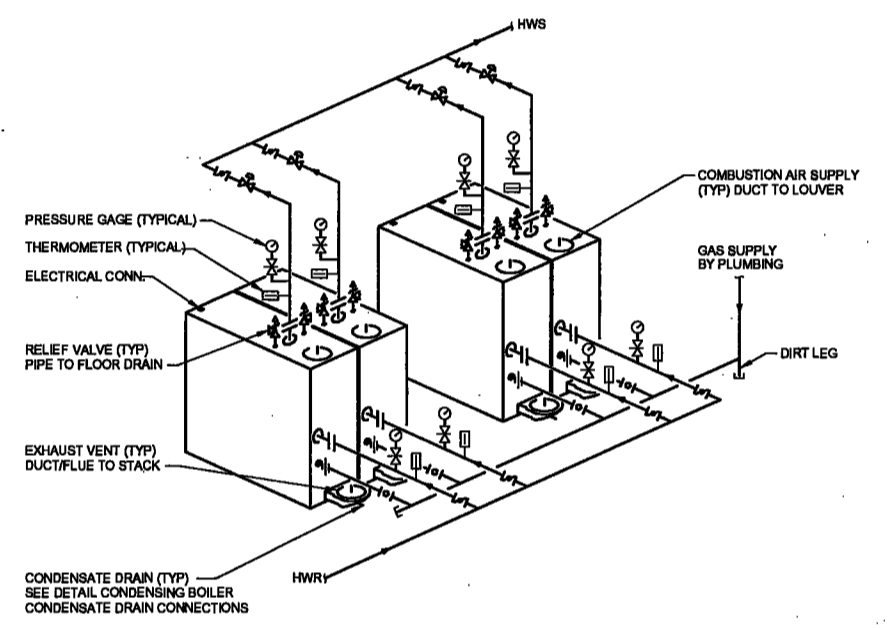 HWS
COMBUSTION AIR SUPPLY
(TYP) DUCT TO LOUVER
PRESSURE GAGE (TYPICAL)
THERMOMETER (TYPICAL)
ELECTRICAL CONN.
GAS SUPPLY
BY PLUMBING
RELIEF VALVE (TYP)
PIPE TO FLOOR DRAIN
DIRT LEG
EXHAUST VENT (TYP)
DUCT/FLUE TO STACK
CONDENSATE DRAIN (TYP)
SEE DETAIL CONDENSING BOILER
CONDENSATE DRAIN CONNECTIONS
HWR